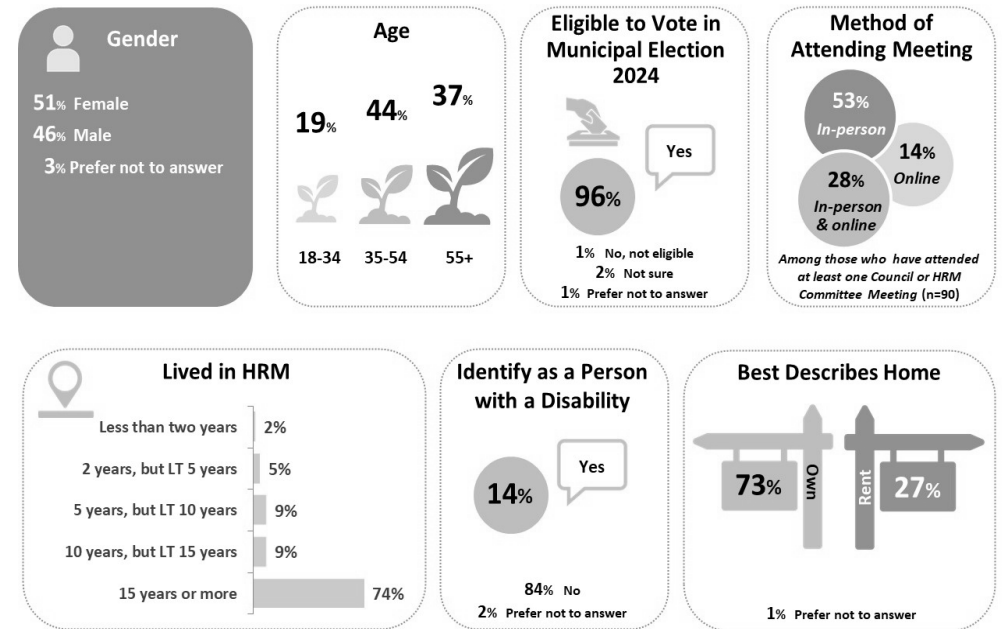 Gender
51% Female
46% Male
3% Prefer not to answer
Age
19%
44%
37%
18-34
35-54
55+
Eligible to Vote in
Municipal Election
2024
Yes
96%
1% No, not eligible
2% Not sure
1% Prefer not to answer
Method of
Attending Meeting
53%
In-person
14%
Online
28%
In-person
& online
Among those who have attended
at least one Council or HRM
Committee Meeting (n=90)
Lived in HRM
Less than two years 2%
2 years, but LT 5 years 5%
5 years, but LT 10 years 9%
10 years, but LT 15 years 9%
15 years or more 74%
Identify as a Person
with a Disability
Yes
14%
84% No
2% Prefer not to answer
Best Describes Home
73%
Own
Rent
27%
1% Prefer not to answer